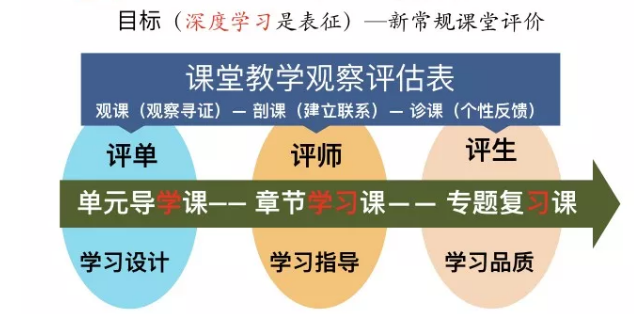 目标（深度学习是表征）—新常规课堂评价
课堂教学观察评估表
观课（观察寻证）— 剖课（建立联系）— 诊课（个性反馈）
评单 评师 评生
单元导学课—— 章节学习课—— 专题复习课
学习设计 学习指导 学习品质